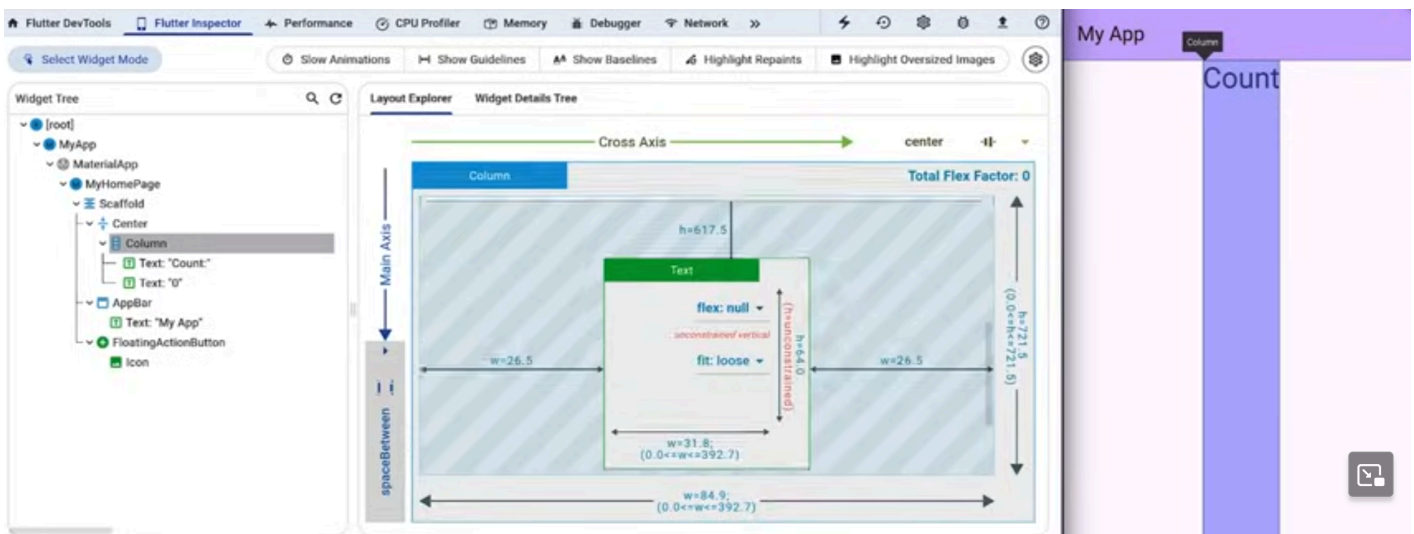 Flutter DevTools
Flutter Inspector
Performance
CPU Profiler
Memory
Debugger
Network
Select Widget Mode
Slow Animations
Show Guidelines
Show Baselines
Highlight Repaints
Highlight Oversized Images
Widget Tree
[root]
MyApp
MaterialApp
MyHomePage
Scaffold
Center
Column
Text: "Count:"
Text: "0"
AppBar
Text: "My App"
FloatingActionButton
Icon
Layout Explorer
Widget Details Tree
Cross Axis
center
Main Axis
spaceBetween
Column
Total Flex Factor: 0
h=617.5
Text
flex: null
unconstrained vertical
fit: loose
h=64.0
(h=unconstrained)
w=31.8;
(0.0<=w<=392.7)
w=26.5
w=26.5
h=721.5
(0.0<=h<=721.5)
w=84.9;
(0.0<=w<=392.7)
My App
Column
Count